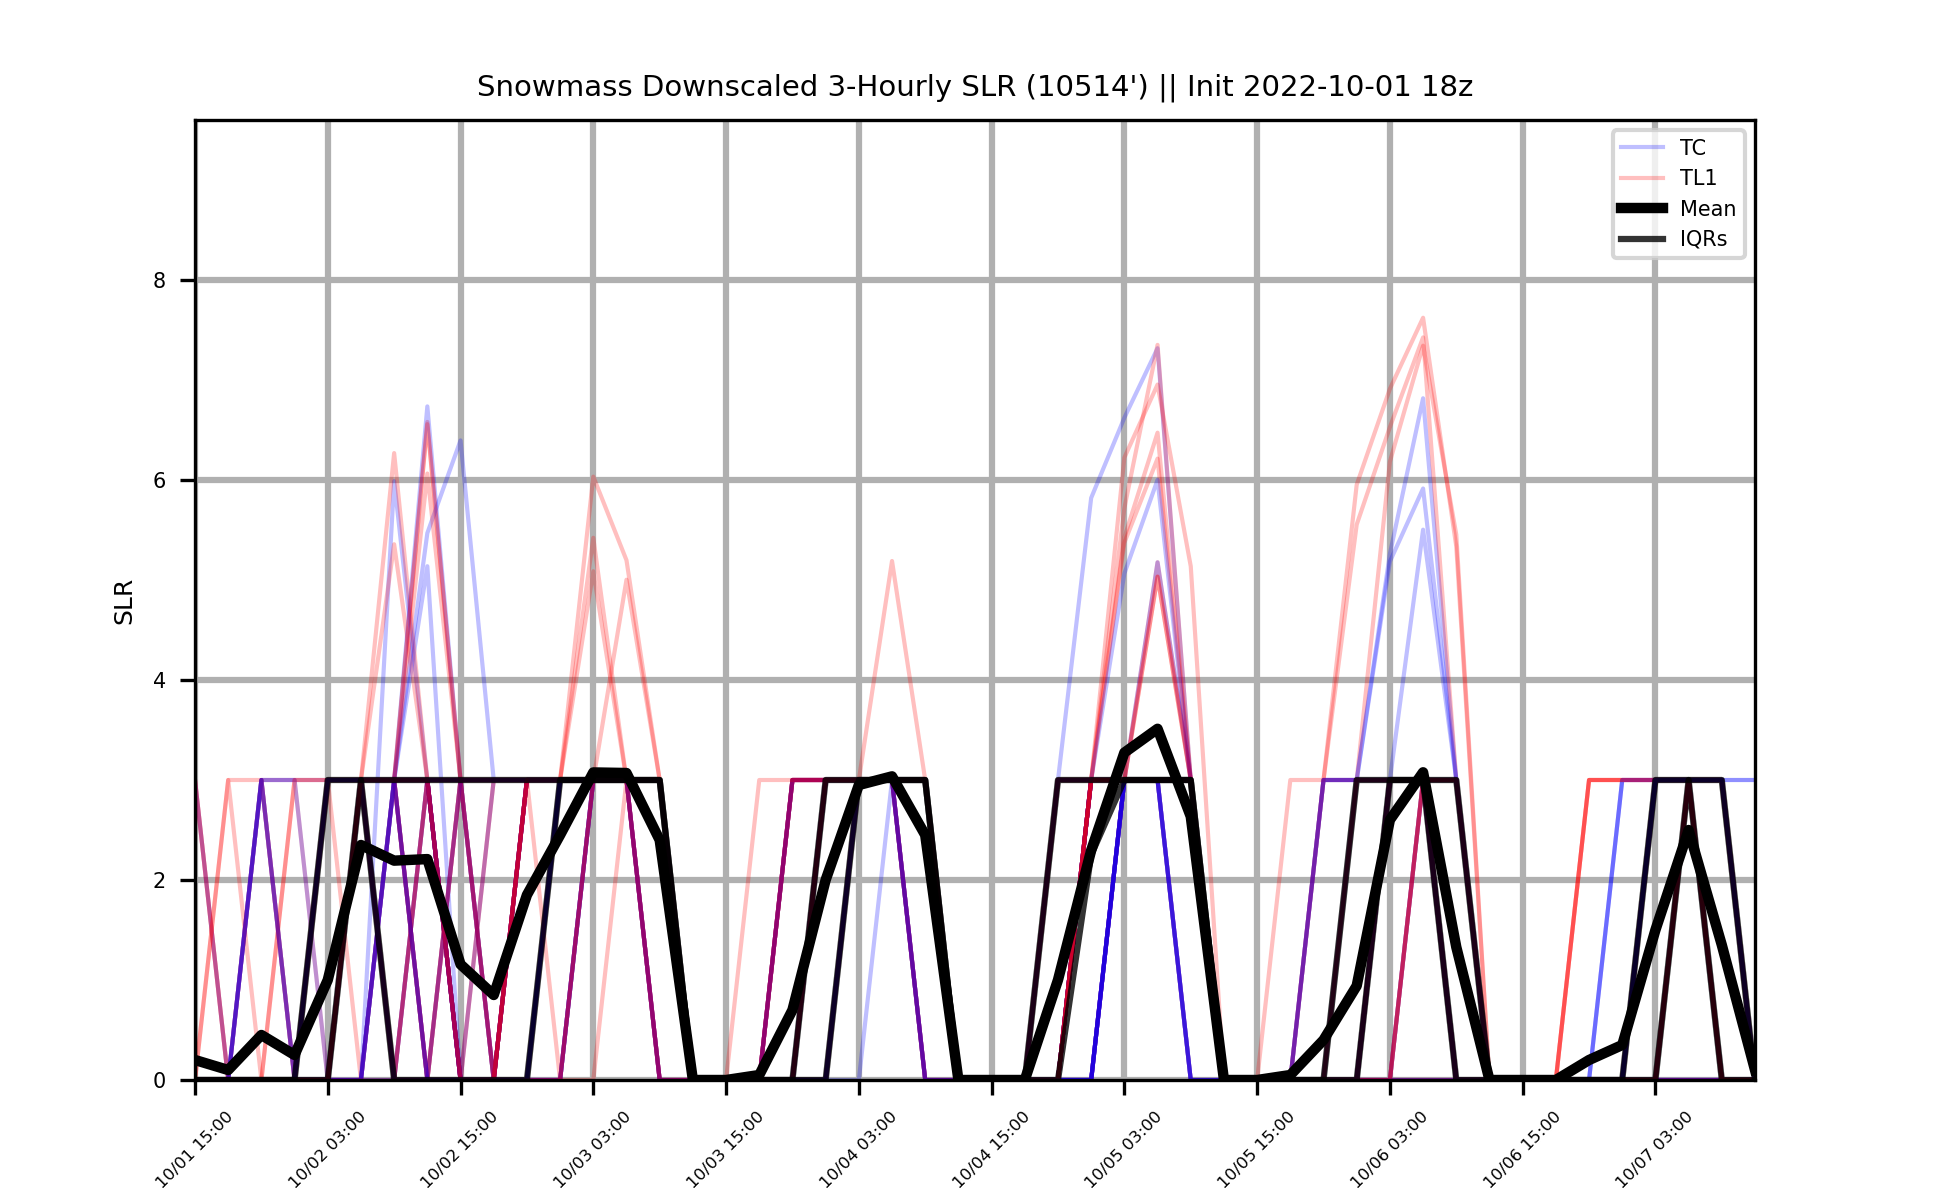 Snowmass Downscaled 3-Hourly SLR (10514') || Init 2022-10-01 18z
TC
TL1
Mean
IQRs
SLR
8
6
4
2
0
10/01 15:00
10/02 03:00
10/02 15:00
10/03 03:00
10/03 15:00
10/04 03:00
10/04 15:00
10/05 03:00
10/05 15:00
10/06 03:00
10/06 15:00
10/07 03:00